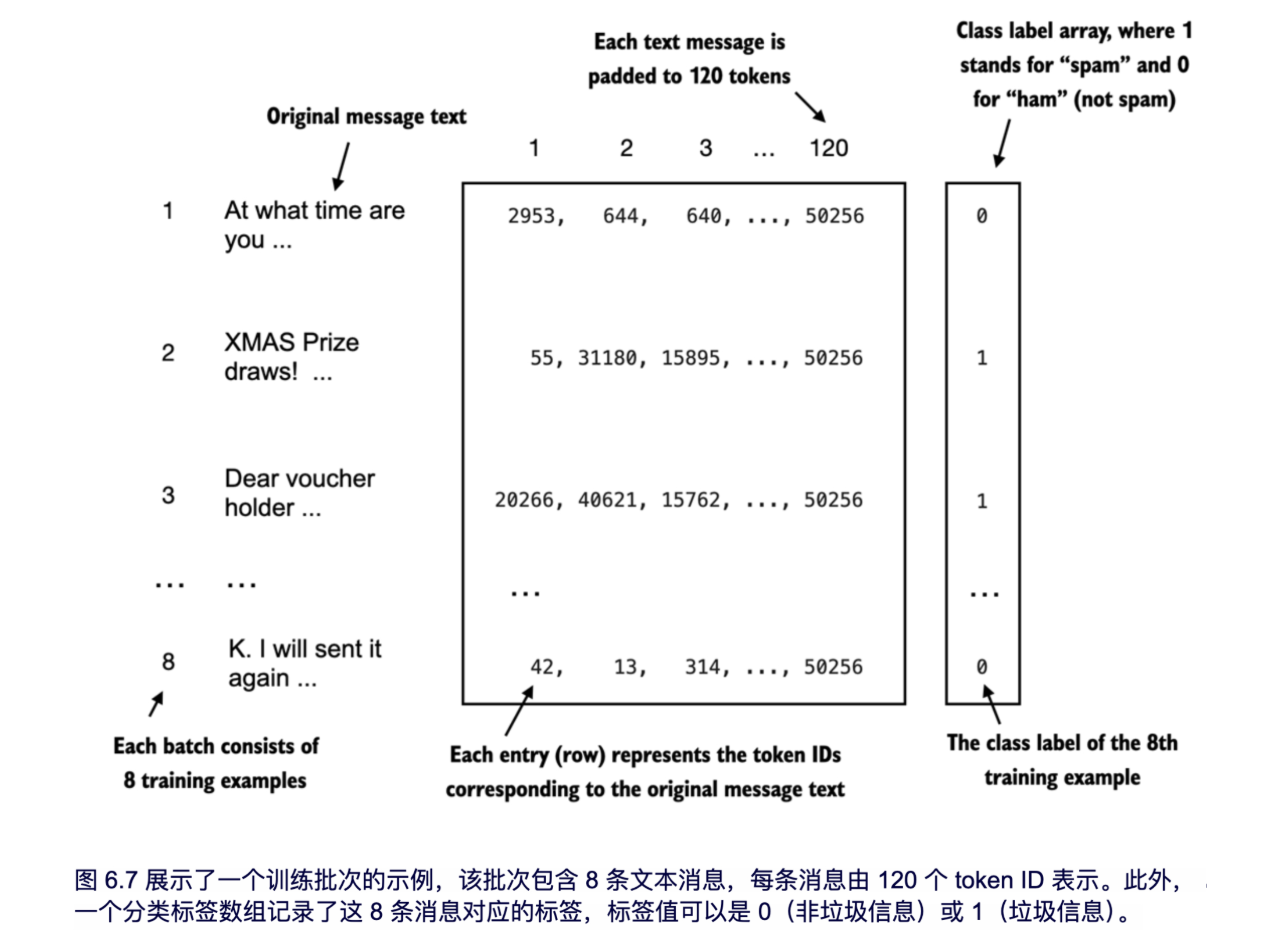 Each text message is
padded to 120 tokens
Class label array, where 1
stands for “spam” and 0
for “ham” (not spam)
Original message text
1 2 3 ... 120
1 At what time are
you ...
2953, 644, 640, ..., 50256
0
2 XMAS Prize
draws! ...
55, 31180, 15895, ..., 50256
1
3 Dear voucher
holder ...
20266, 40621, 15762, ..., 50256
1
... ... ... ...
8 K. I will sent it
again ...
42, 13, 314, ..., 50256
0
Each batch consists of
8 training examples
Each entry (row) represents the token IDs
corresponding to the original message text
The class label of the 8th
training example
图 6.7 展示了一个训练批次的示例，该批次包含 8 条文本消息，每条消息由 120 个 token ID 表示。此外，
一个分类标签数组记录了这 8 条消息对应的标签，标签值可以是 0（非垃圾信息）或 1（垃圾信息）。